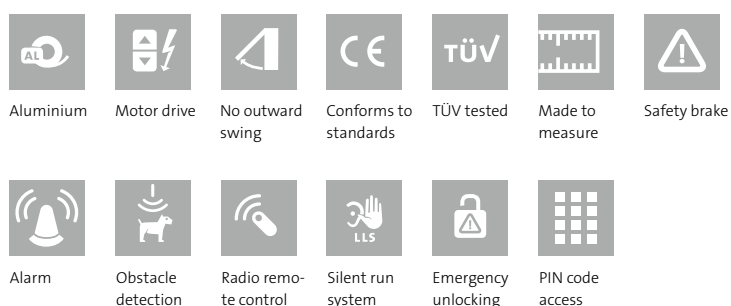 AL
CE
TÜV
Aluminium
Motor drive
No outward
swing
Conforms to
standards
TÜV tested
Made to
measure
Safety brake
LLS
Alarm
Obstacle
detection
Radio remo-
te control
Silent run
system
Emergency
unlocking
PIN code
access